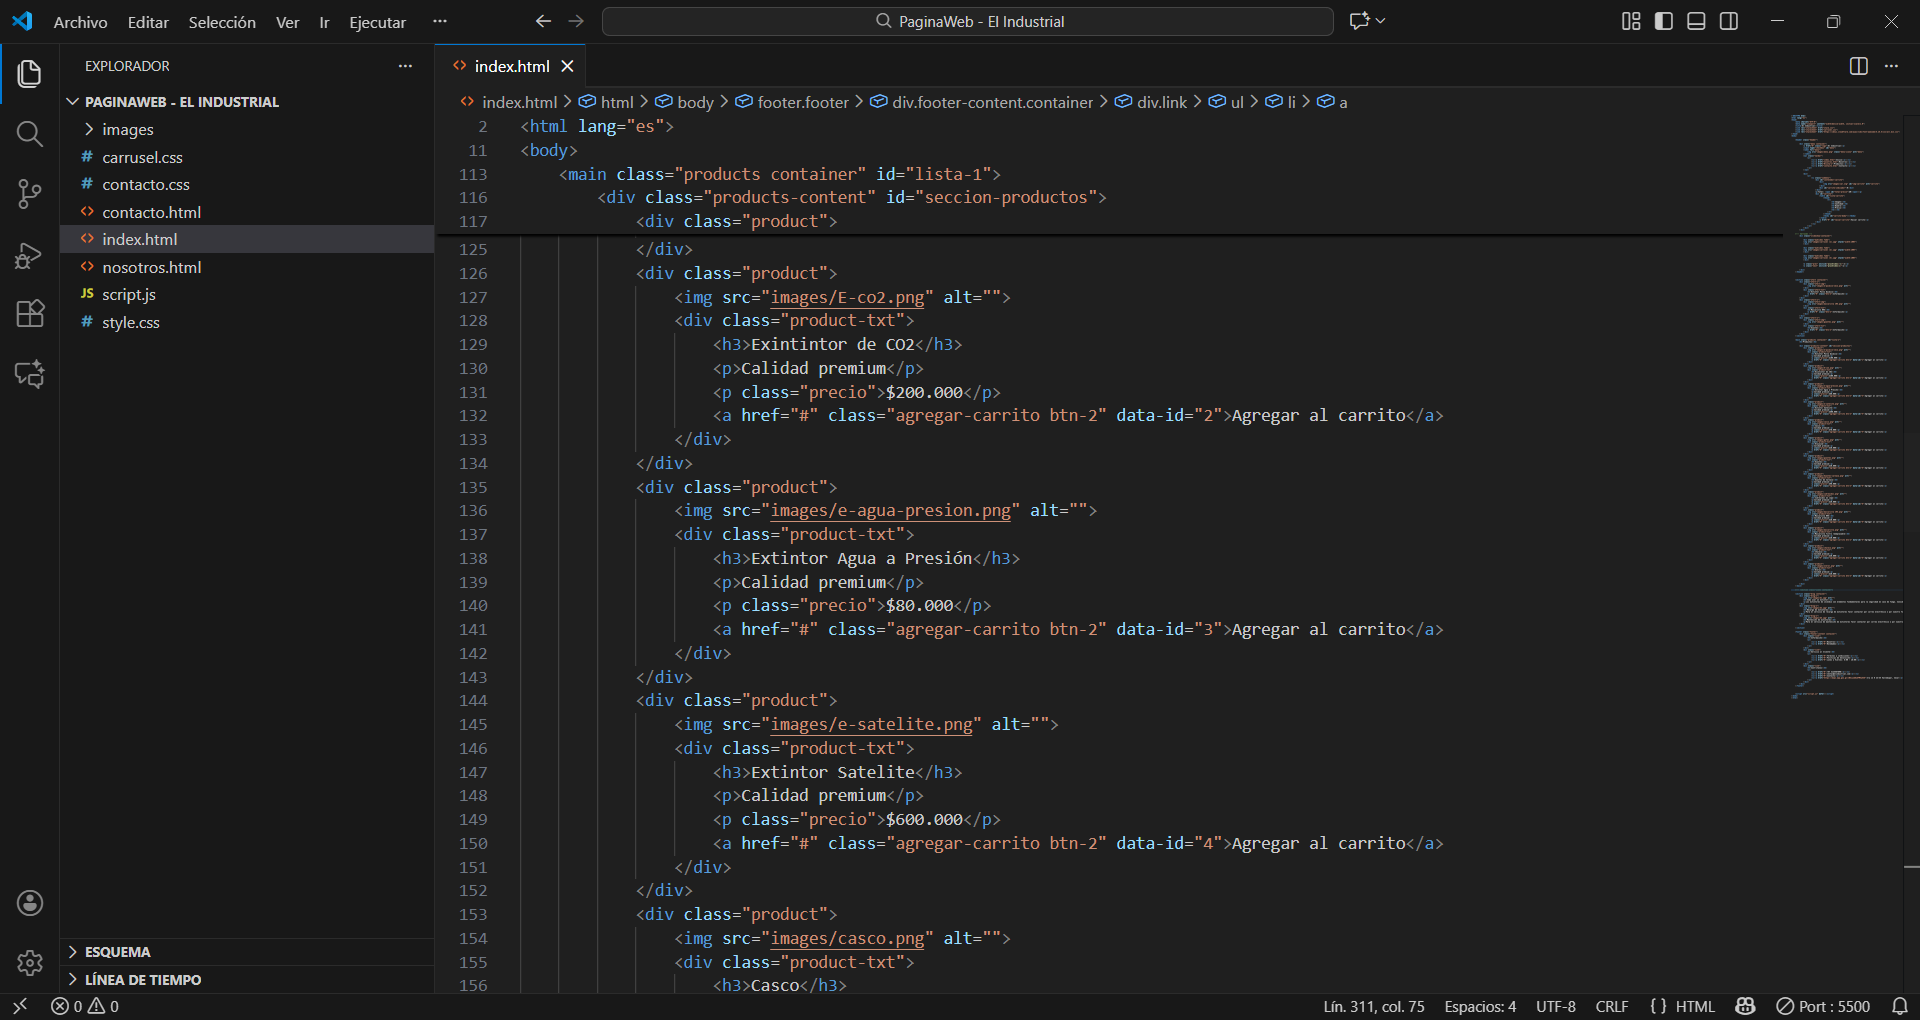 Archivo Editar Selección Ver Ir Ejecutar ···
PaginaWeb - El Industrial
EXPLORADOR
PAGINAWEB - EL INDUSTRIAL
images
# carrusel.css
# contacto.css
<> contacto.html
<> index.html
<> nosotros.html
JS script.js
# style.css
ESQUEMA
LÍNEA DE TIEMPO
<> index.html
<> index.html > html > body > footer.footer > div.footer-content.container > div.link > ul > li > a
2 <html lang="es">
11 <body>
113 <main class="products container" id="lista-1">
116 <div class="products-content" id="seccion-productos">
117 <div class="product">
125 </div>
126 <div class="product">
127 <img src="images/E-co2.png" alt="">
128 <div class="product-txt">
129 <h3>Exintintor de CO2</h3>
130 <p>Calidad premium</p>
131 <p class="precio">$200.000</p>
132 <a href="#" class="agregar-carrito btn-2" data-id="2">Agregar al carrito</a>
133 </div>
134 </div>
135 <div class="product">
136 <img src="images/e-agua-presion.png" alt="">
137 <div class="product-txt">
138 <h3>Extintor Agua a Presión</h3>
139 <p>Calidad premium</p>
140 <p class="precio">$80.000</p>
141 <a href="#" class="agregar-carrito btn-2" data-id="3">Agregar al carrito</a>
142 </div>
143 </div>
144 <div class="product">
145 <img src="images/e-satelite.png" alt="">
146 <div class="product-txt">
147 <h3>Extintor Satelite</h3>
148 <p>Calidad premium</p>
149 <p class="precio">$600.000</p>
150 <a href="#" class="agregar-carrito btn-2" data-id="4">Agregar al carrito</a>
151 </div>
152 </div>
153 <div class="product">
154 <img src="images/casco.png" alt="">
155 <div class="product-txt">
156 <h3>Casco</h3>
0 0
Lín. 311, col. 75 Espacios: 4 UTF-8 CRLF {} HTML Port : 5500